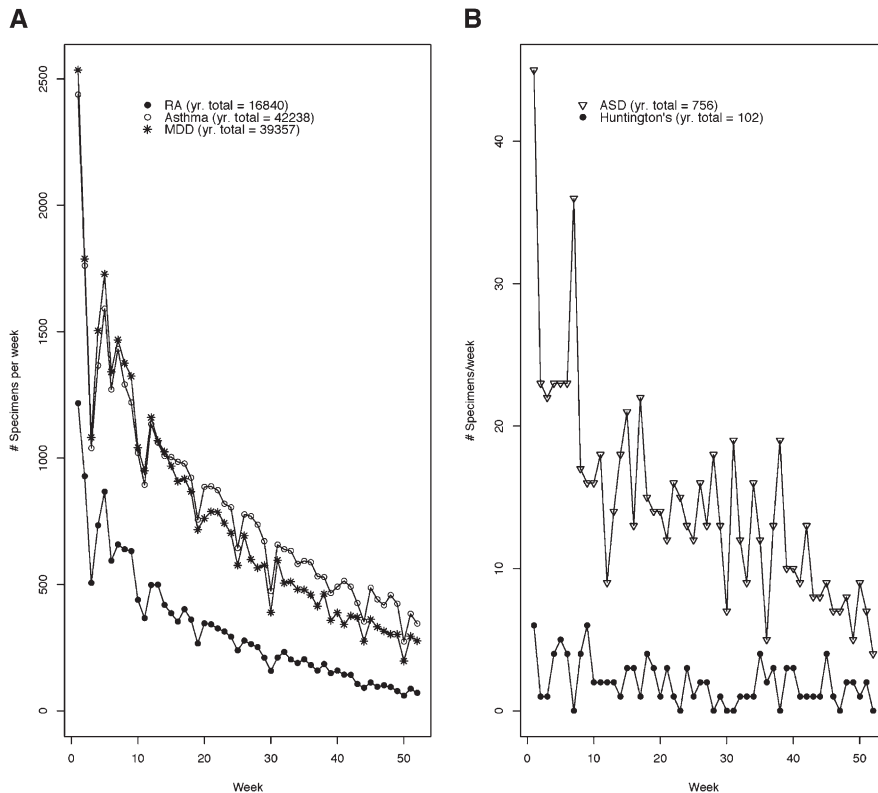 A
# Specimens per week
2500
2000
1500
1000
500
0
RA (yr. total = 16840)
Asthma (yr. total = 42238)
MDD (yr. total = 39357)
0 10 20 30 40 50
Week
B
# Specimens/week
40
30
20
10
0
ASD (yr. total = 756)
Huntington's (yr. total = 102)
0 10 20 30 40 50
Week